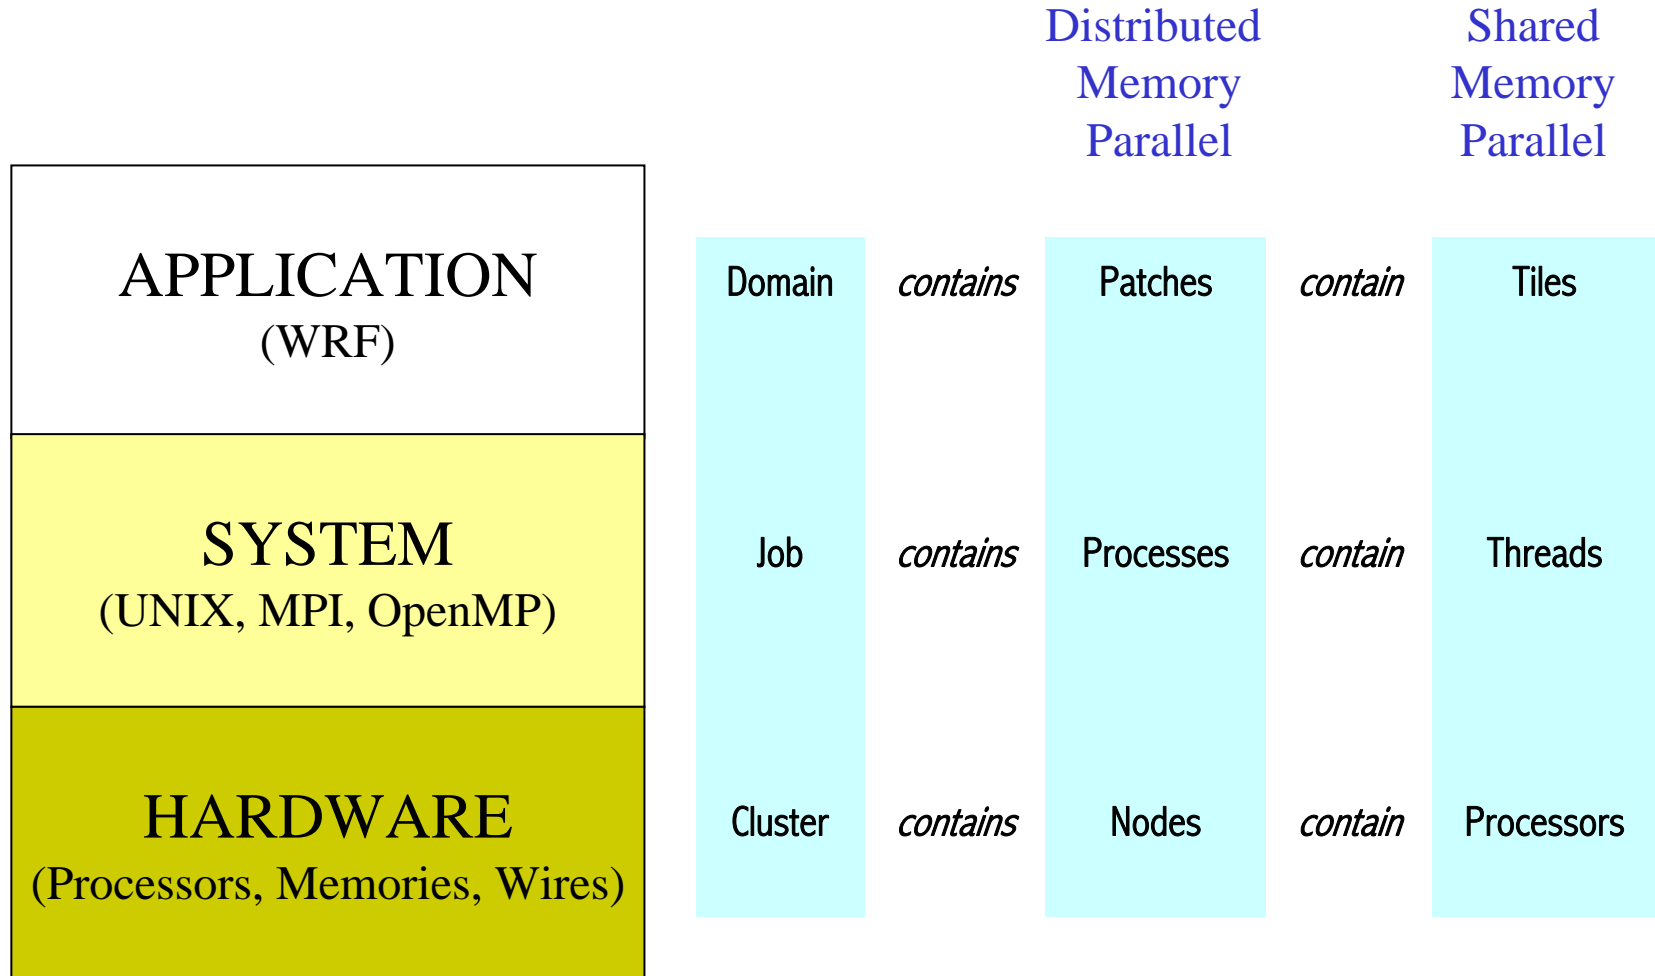 Distributed
Memory
Parallel
Shared
Memory
Parallel
APPLICATION
(WRF)
Domain contains Patches contain Tiles
SYSTEM
(UNIX, MPI, OpenMP)
Job contains Processes contain Threads
HARDWARE
(Processors, Memories, Wires)
Cluster contains Nodes contain Processors